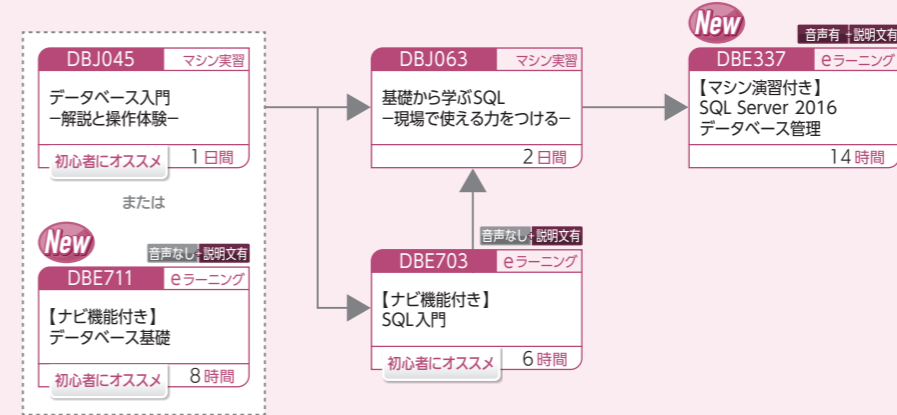 DBJ045 マシン実習
データベース入門
−解説と操作体験−
初心者にオススメ 1日間
または
New
音声なし+説明文有
DBE711 eラーニング
【ナビ機能付き】
データベース基礎
初心者にオススメ 8時間
DBJ063 マシン実習
基礎から学ぶSQL
−現場で使える力をつける−
2日間
音声なし+説明文有
DBE703 eラーニング
【ナビ機能付き】
SQL入門
初心者にオススメ 6時間
New
音声有+説明文有
DBE337 eラーニング
【マシン演習付き】
SQL Server 2016
データベース管理
14時間